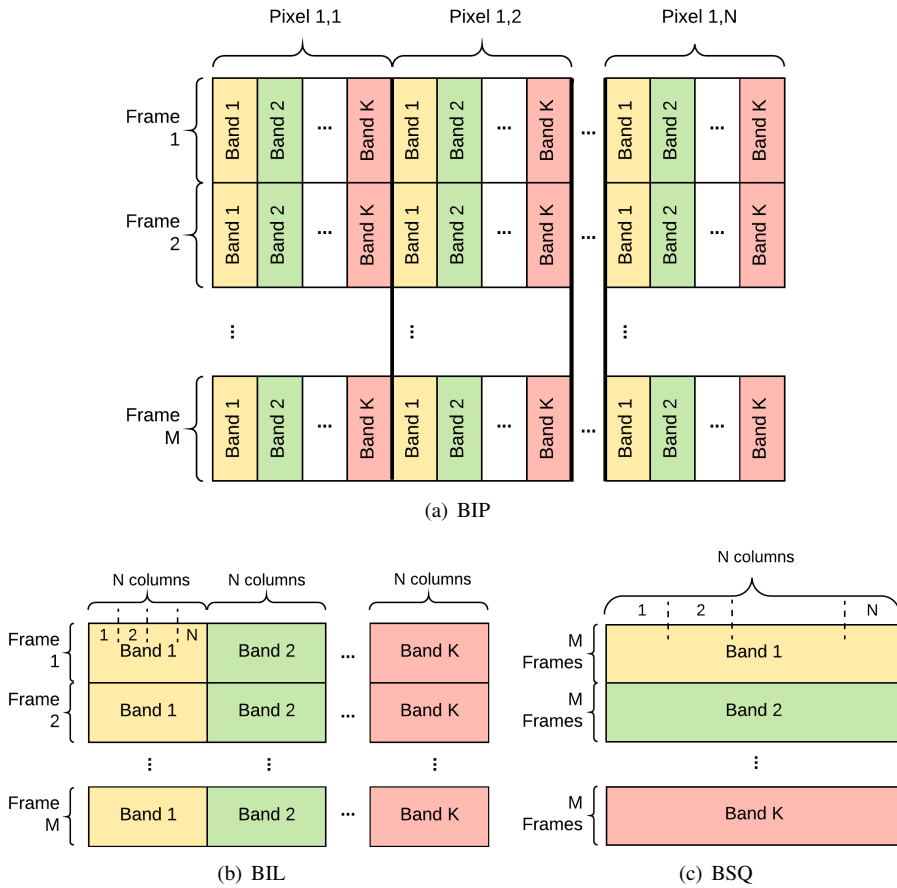 Pixel 1,1 Pixel 1,2 Pixel 1,N
Frame
1
Band 1 Band 2 ... Band K Band 1 Band 2 ... Band K ... Band 1 Band 2 ... Band K
Frame
2
Band 1 Band 2 ... Band K Band 1 Band 2 ... Band K ... Band 1 Band 2 ... Band K
... ... ...
Frame
M
Band 1 Band 2 ... Band K Band 1 Band 2 ... Band K ... Band 1 Band 2 ... Band K
(a) BIP
N columns N columns N columns
1 2 N
Frame
1
Band 1 Band 2 ... Band K
Frame
2
Band 1 Band 2 ... Band K
... ... ...
Frame
M
Band 1 Band 2 ... Band K
(b) BIL
N columns
1 2 N
M
Frames
Band 1
M
Frames
Band 2
...
M
Frames
Band K
(c) BSQ